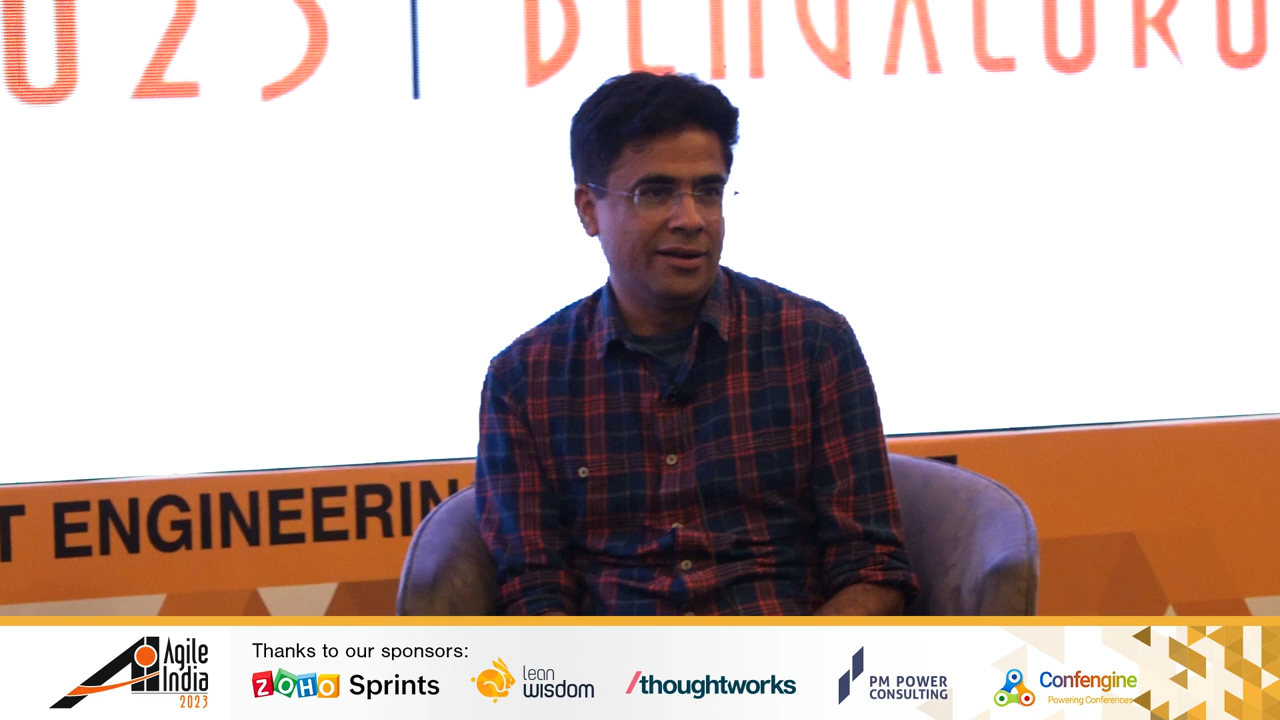 2023 | BENGALURU
T ENGINEERIN
Agile
India
2023
Thanks to our sponsors:
ZOHO Sprints
lean
wisdom
/thoughtworks
PM POWER
CONSULTING
Confengine
Powering Conferences